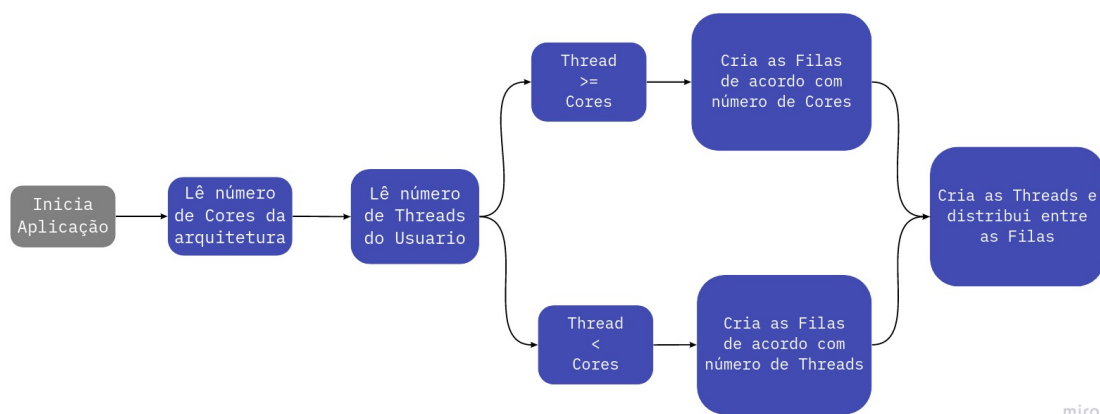 Inicia
Aplicação
Lê número
de Cores da
arquitetura
Lê número
de Threads
do Usuario
Thread
>=
Cores
Cria as Filas
de acordo com
número de Cores
Thread
<
Cores
Cria as Filas
de acordo com
número de Threads
Cria as Threads e
distribui entre
as Filas
miro